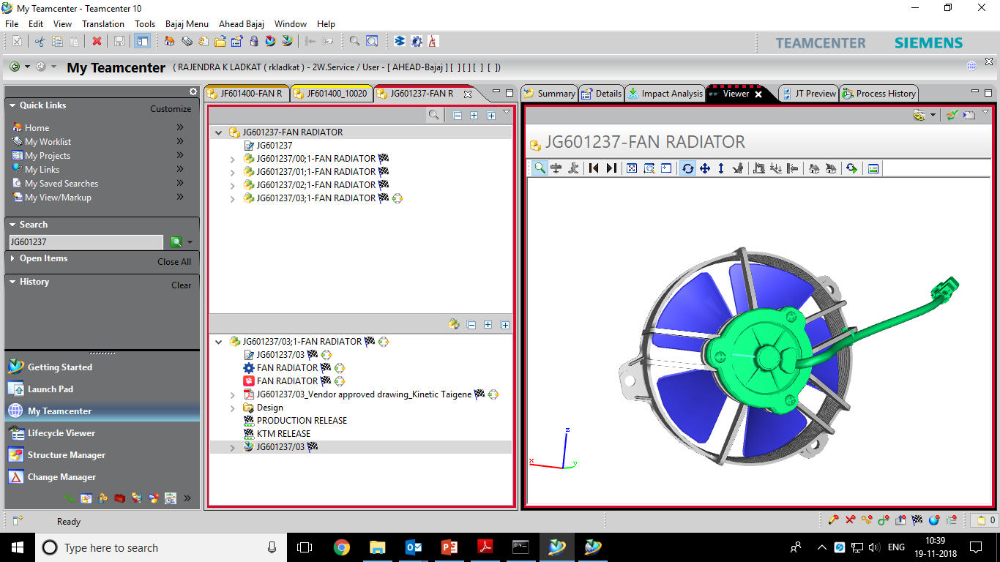 My Teamcenter - Teamcenter 10
File Edit View Translation Tools Bajaj Menu Ahead Bajaj Window Help
TEAMCENTER SIEMENS
My Teamcenter ( RAJENDRA K LADKAT ( rkladkat ) - 2W.Service / User - [ AHEAD-Bajaj ] [ ] [ ] [ ] [ ])
Quick Links
Customize
Home
My Worklist
My Projects
My Links
My Saved Searches
My View/Markup
Search
JG601237
Open Items
Close All
History
Clear
Getting Started
Launch Pad
My Teamcenter
Lifecycle Viewer
Structure Manager
Change Manager
JF601400-FAN R JF601400_10020 JG601237-FAN R
JG601237-FAN RADIATOR
JG601237
JG601237/00;1-FAN RADIATOR
JG601237/01;1-FAN RADIATOR
JG601237/02;1-FAN RADIATOR
JG601237/03;1-FAN RADIATOR
JG601237/03;1-FAN RADIATOR
JG601237/03
FAN RADIATOR
FAN RADIATOR
JG601237/03_Vendor approved drawing_Kinetic Taigene
Design
PRODUCTION RELEASE
KTM RELEASE
JG601237/03
Summary Details Impact Analysis Viewer JT Preview Process History
JG601237-FAN RADIATOR
z
x
y
Ready
0
Type here to search
ENG
10:39
19-11-2018